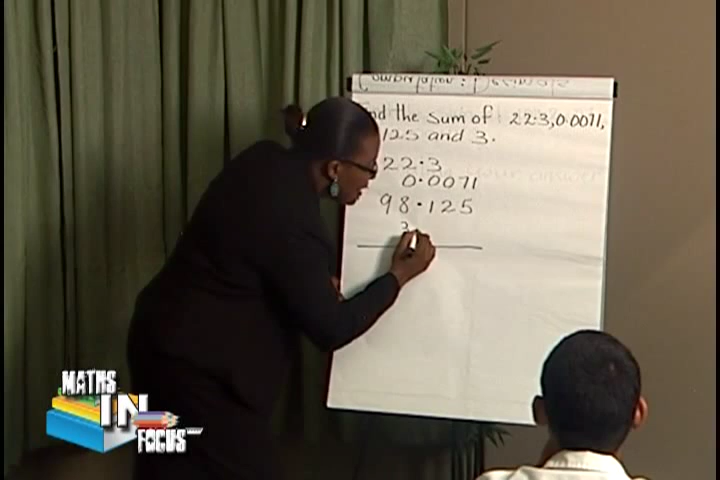 Find the sum of : 22.3, 0.0071,
125 and 3.
22.3
0.0071
98.125
3
MATHS
IN
FOCUS